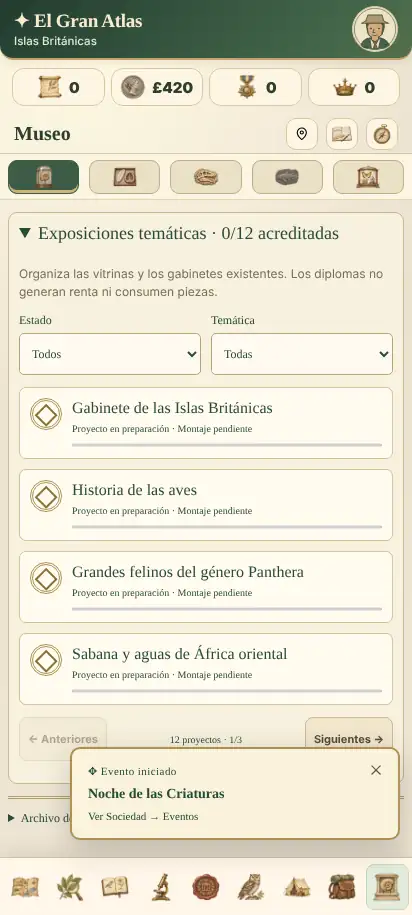 ✦ El Gran Atlas
Islas Británicas
0
£420
0
0
Museo
▼ Exposiciones temáticas · 0/12 acreditadas
Organiza las vitrinas y los gabinetes existentes. Los diplomas no
generan renta ni consumen piezas.
Estado
Temática
Todos
Todas
Gabinete de las Islas Británicas
Proyecto en preparación · Montaje pendiente
Historia de las aves
Proyecto en preparación · Montaje pendiente
Grandes felinos del género Panthera
Proyecto en preparación · Montaje pendiente
Sabana y aguas de África oriental
Proyecto en preparación · Montaje pendiente
← Anteriores
12 proyectos · 1/3
Siguientes →
✥ Evento iniciado
Noche de las Criaturas
Ver Sociedad → Eventos
▶ Archivo